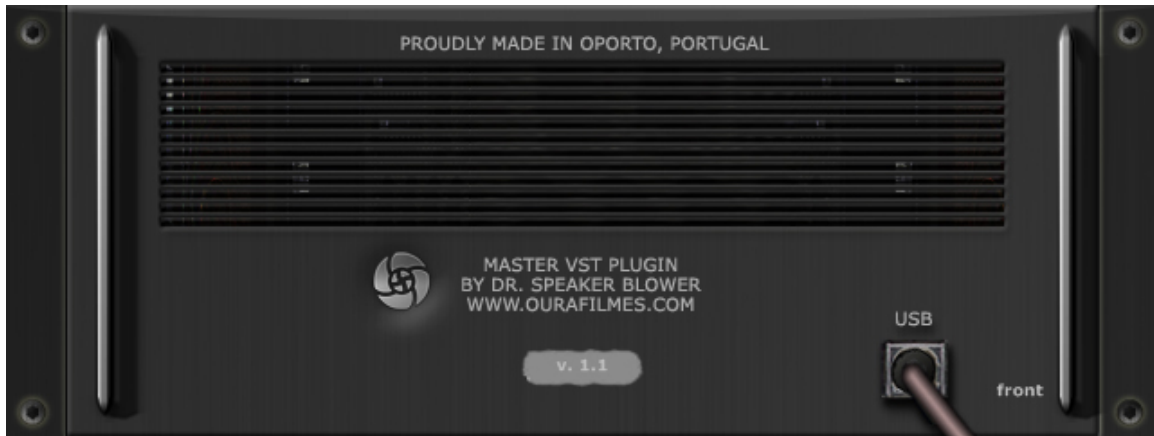 PROUDLY MADE IN OPORTO, PORTUGAL
MASTER VST PLUGIN
BY DR. SPEAKER BLOWER
WWW.OURAFILMES.COM
USB
v. 1.1
front